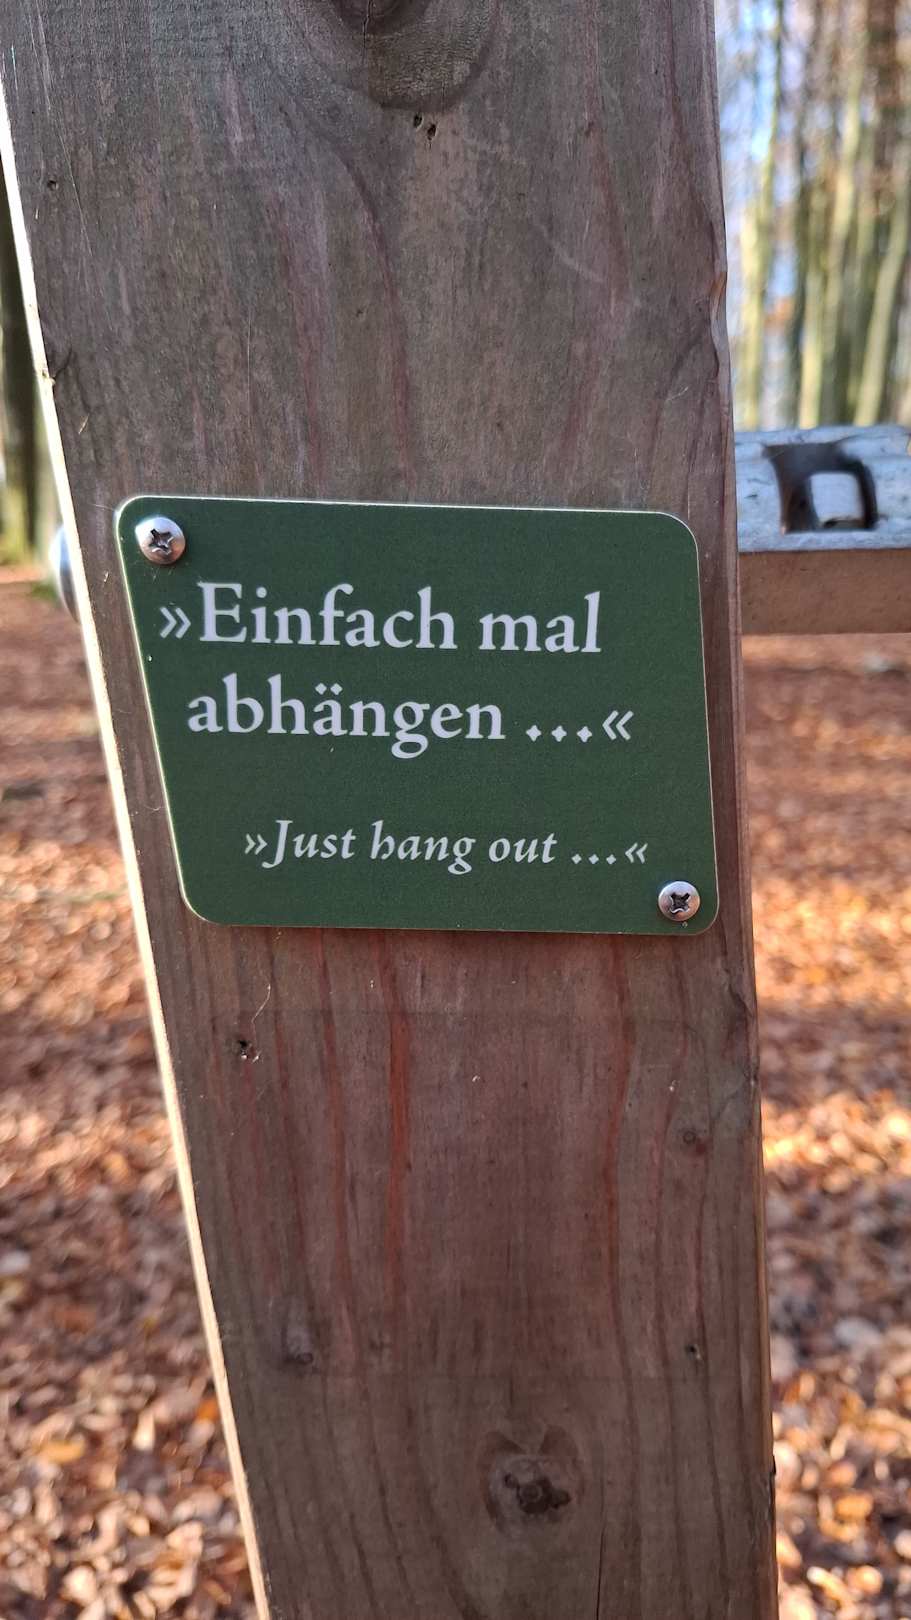 »Einfach mal
abhängen ...«
»Just hang out ...«